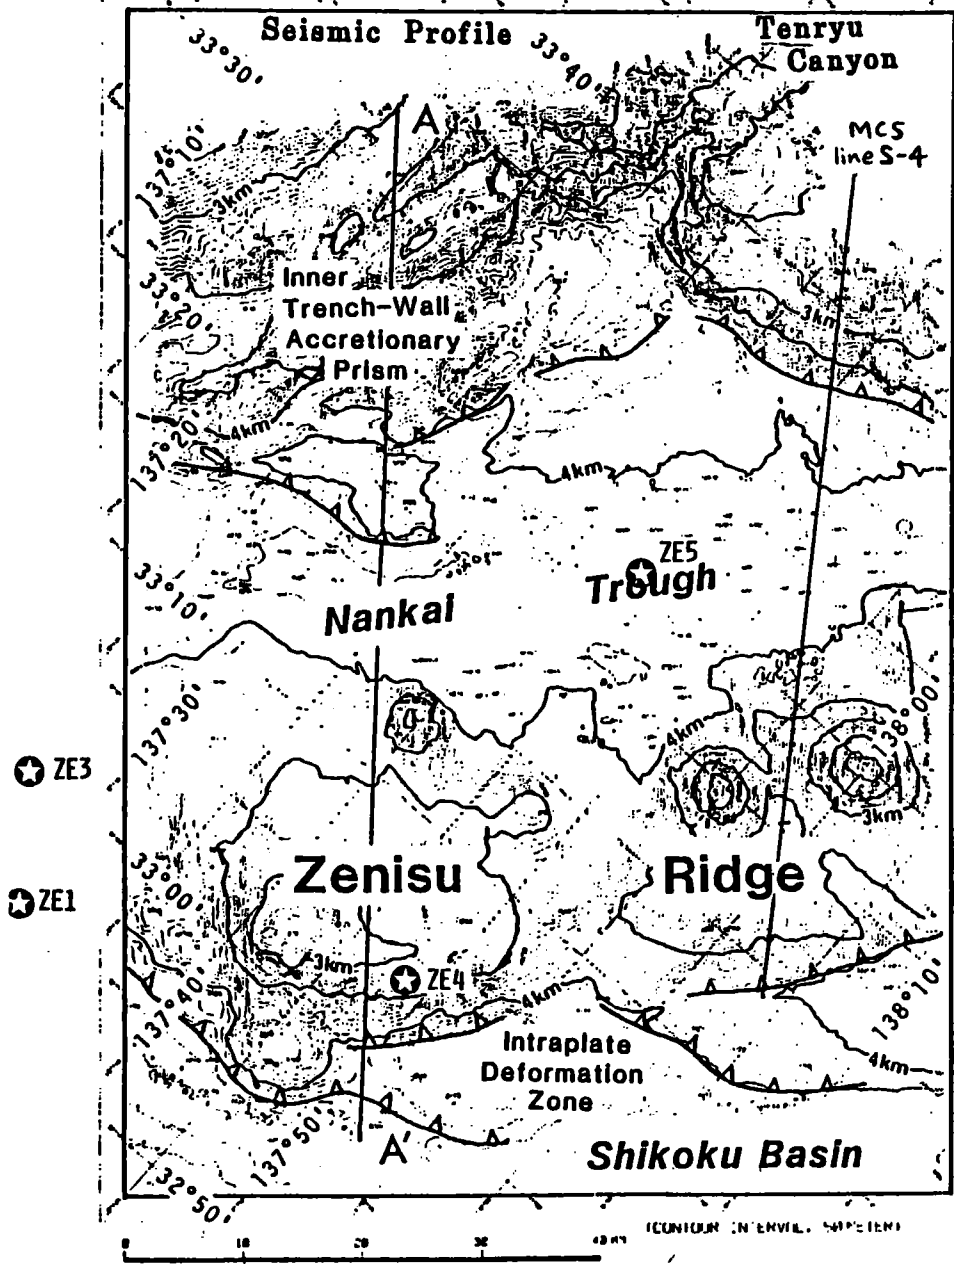 Seismic Profile
Tenryu
Canyon
33°30'
33°40'
A
MCS
line S-4
137°10'
3km
Inner
Trench-Wall
Accretionary
Prism
33°20'
3km
4km
137°20'
4km
ZE5
Trough
33°10'
Nankai
137°30'
4km
138°00'
ZE3
3km
Zenisu
Ridge
33°00'
ZE1
3km
ZE4
4km
137°40'
138°10'
Intraplate
Deformation
Zone
4km
137°50'
A'
Shikoku Basin
32°50'
0
10
30